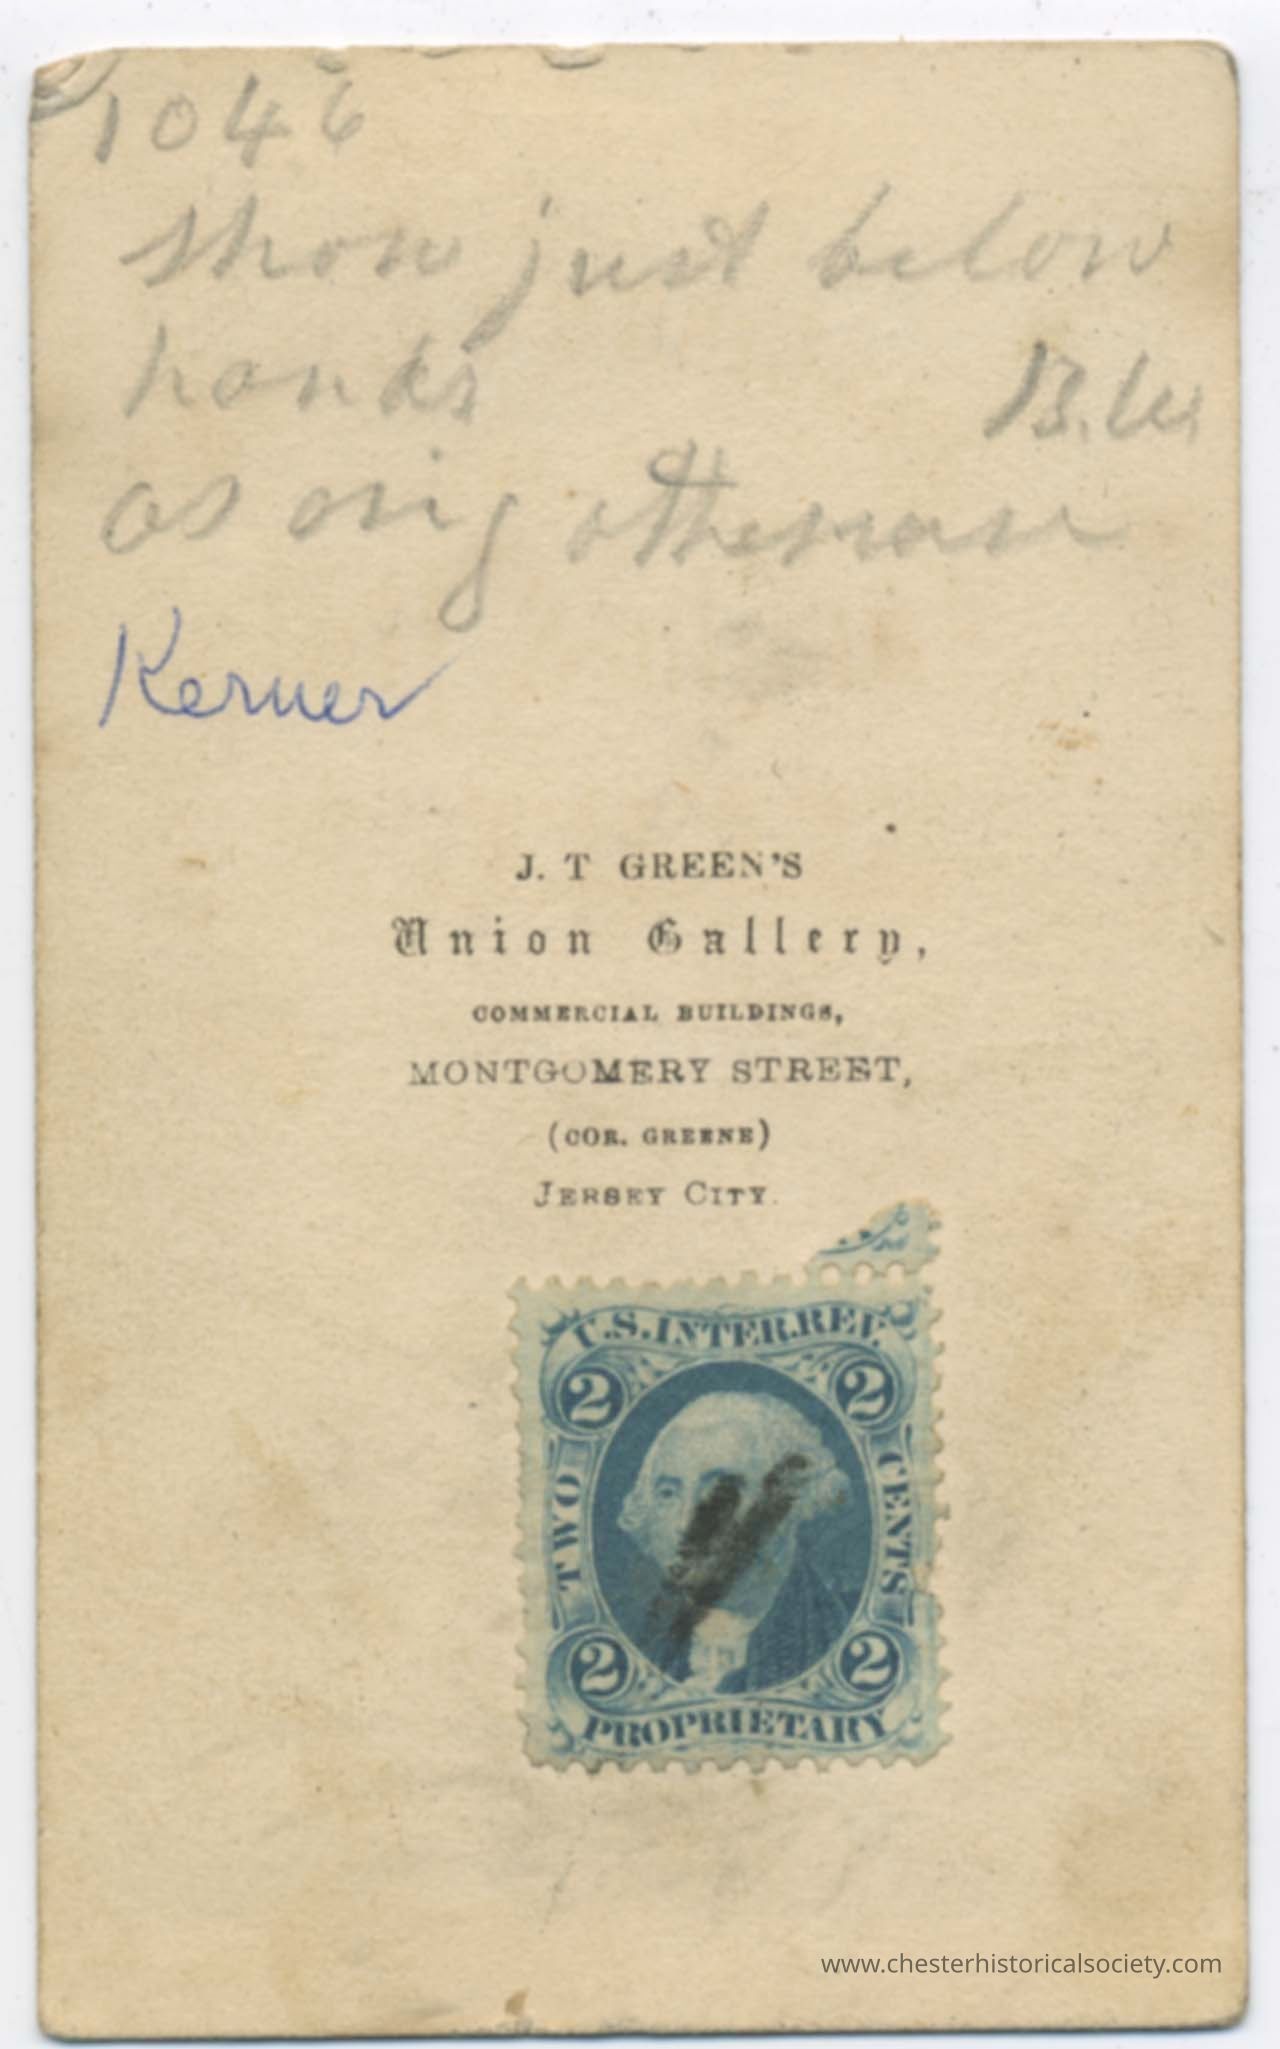 1046
show just below
hands
B.W.
as orig otherwise
Kerner
J. T GREEN'S
Union Gallery,
COMMERCIAL BUILDINGS,
MONTGOMERY STREET,
(COR. GREENE)
JERSEY CITY.
U.S. INTER. REV.
2 2
TWO CENTS
2 2
PROPRIETARY
www.chesterhistoricalsociety.com